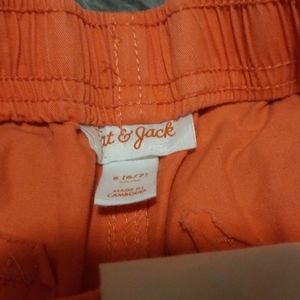 at & Jack
S (6/7)
MADE IN
CAMBODIA